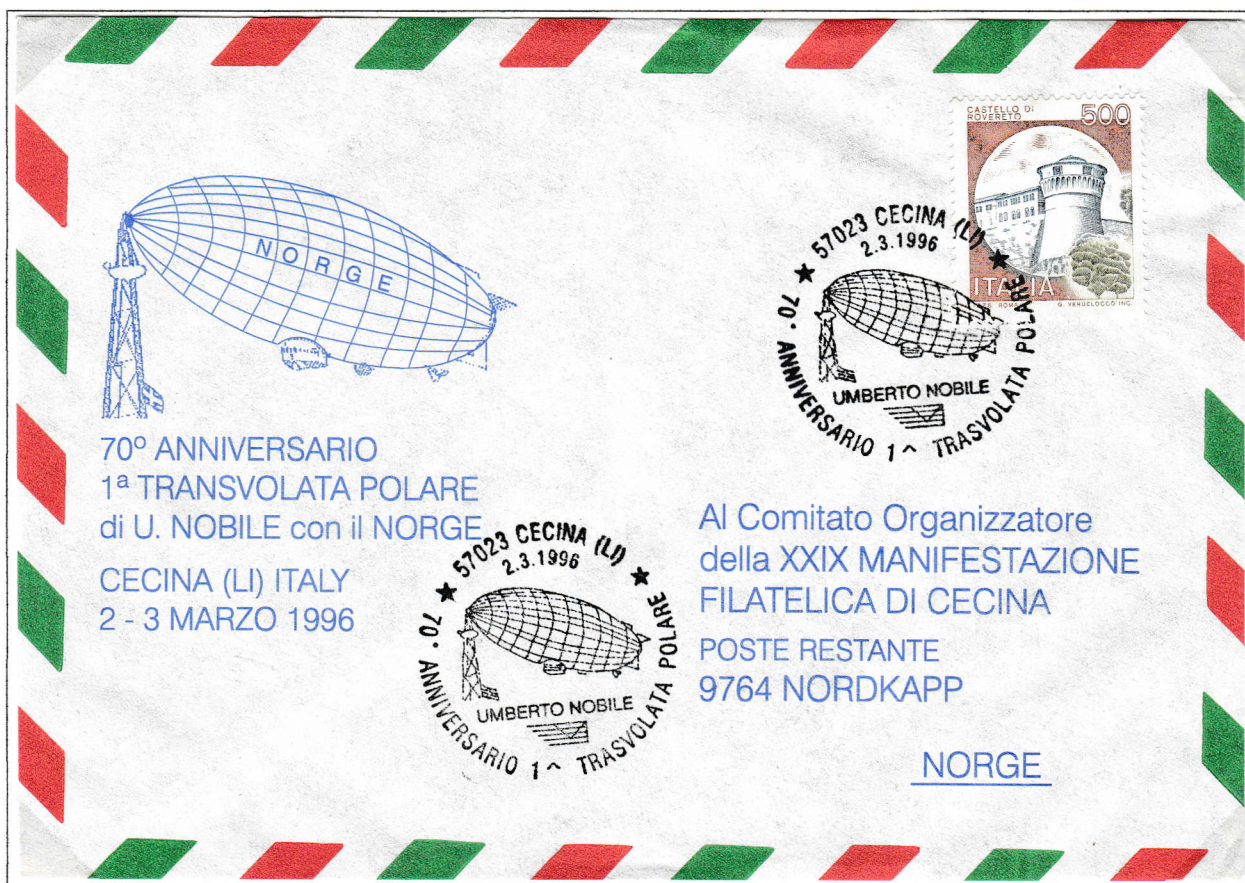 NORGE
70º ANNIVERSARIO
1ª TRANSVOLATA POLARE
di U. NOBILE con il NORGE
CECINA (LI) ITALY
2 - 3 MARZO 1996
CASTELLO DI
ROVERETO
500
ITALIA
ROMA
G. VERDELOCCO INC.
★ 57023 CECINA (LI) ★
2.3.1996
UMBERTO NOBILE
70° ANNIVERSARIO 1^ TRASVOLATA POLARE
★ 57023 CECINA (LI) ★
2.3.1996
UMBERTO NOBILE
70° ANNIVERSARIO 1^ TRASVOLATA POLARE
Al Comitato Organizzatore
della XXIX MANIFESTAZIONE
FILATELICA DI CECINA
POSTE RESTANTE
9764 NORDKAPP
NORGE